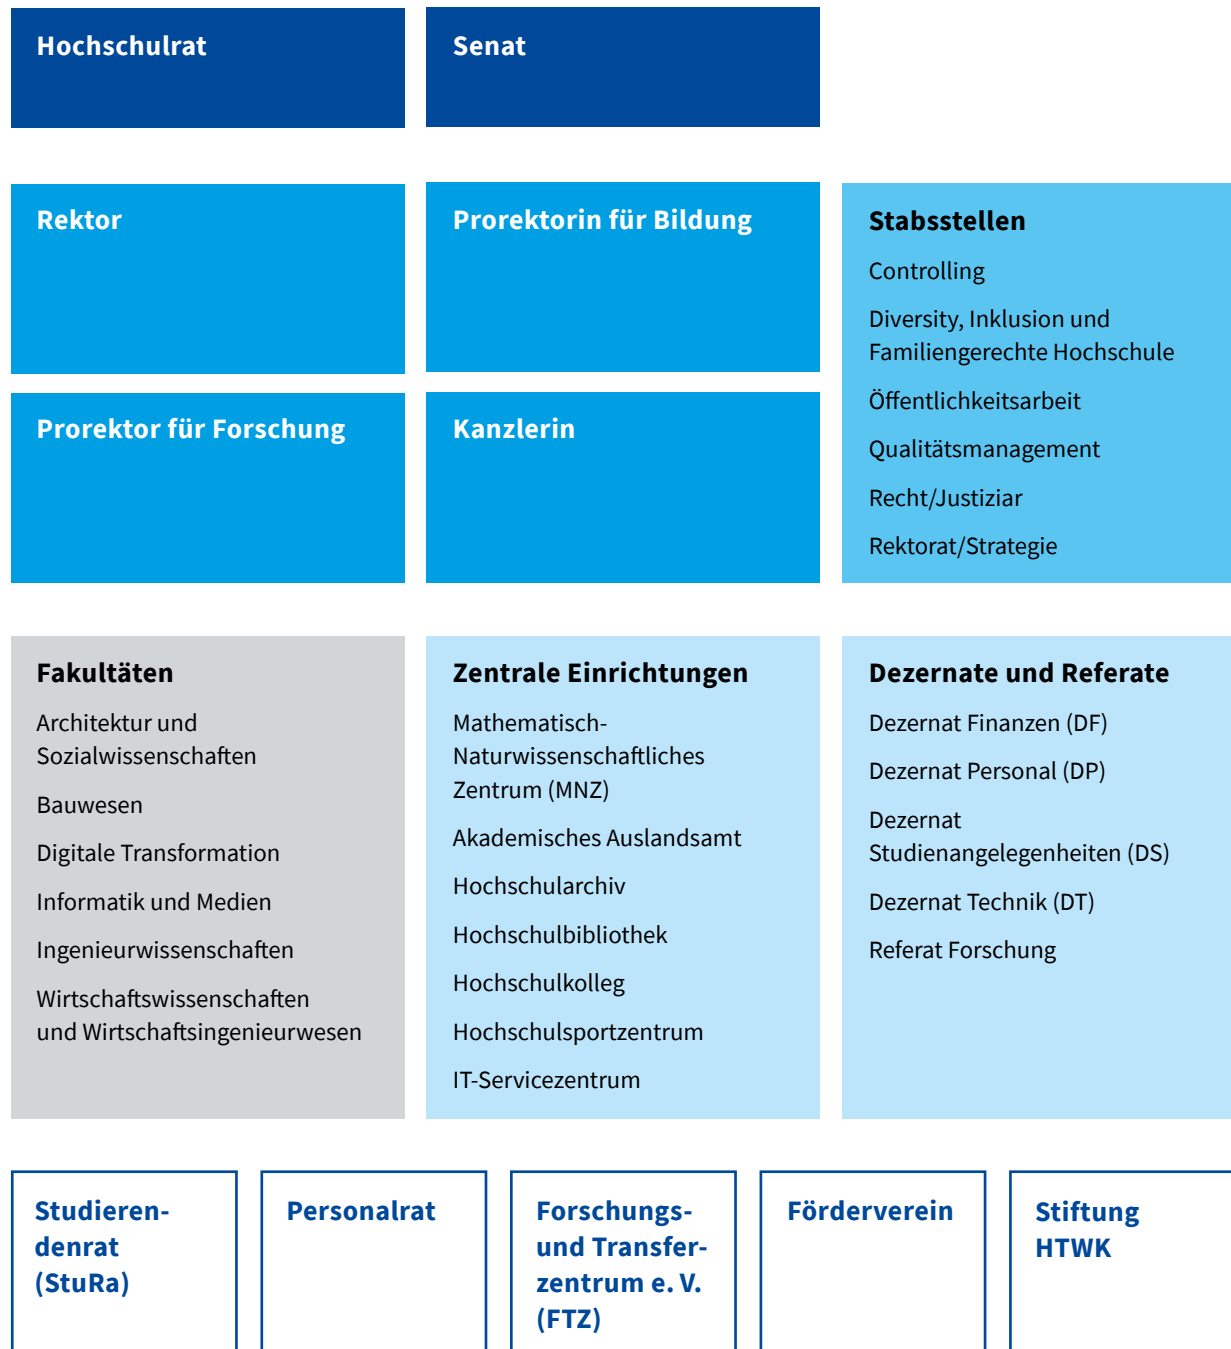 Hochschulrat
Senat
Rektor
Prorektorin für Bildung
Prorektor für Forschung
Kanzlerin
Stabsstellen
Controlling
Diversity, Inklusion und
Familiengerechte Hochschule
Öffentlichkeitsarbeit
Qualitätsmanagement
Recht/Justiziar
Rektorat/Strategie
Fakultäten
Architektur und
Sozialwissenschaften
Bauwesen
Digitale Transformation
Informatik und Medien
Ingenieurwissenschaften
Wirtschaftswissenschaften
und Wirtschaftsingenieurwesen
Zentrale Einrichtungen
Mathematisch-
Naturwissenschaftliches
Zentrum (MNZ)
Akademisches Auslandsamt
Hochschularchiv
Hochschulbibliothek
Hochschulkolleg
Hochschulsportzentrum
IT-Servicezentrum
Dezernate und Referate
Dezernat Finanzen (DF)
Dezernat Personal (DP)
Dezernat
Studienangelegenheiten (DS)
Dezernat Technik (DT)
Referat Forschung
Studieren-
denrat
(StuRa)
Personalrat
Forschungs-
und Transfer-
zentrum e. V.
(FTZ)
Förderverein
Stiftung
HTWK